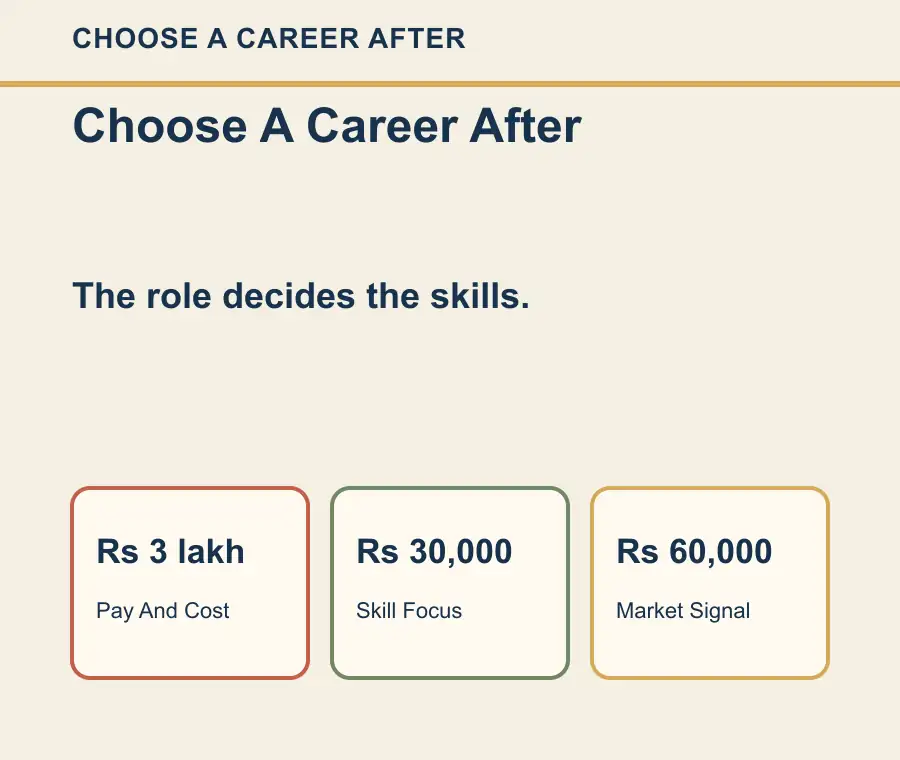 CHOOSE A CAREER AFTER
Choose A Career After
The role decides the skills.
Rs 3 lakh
Pay And Cost
Rs 30,000
Skill Focus
Rs 60,000
Market Signal